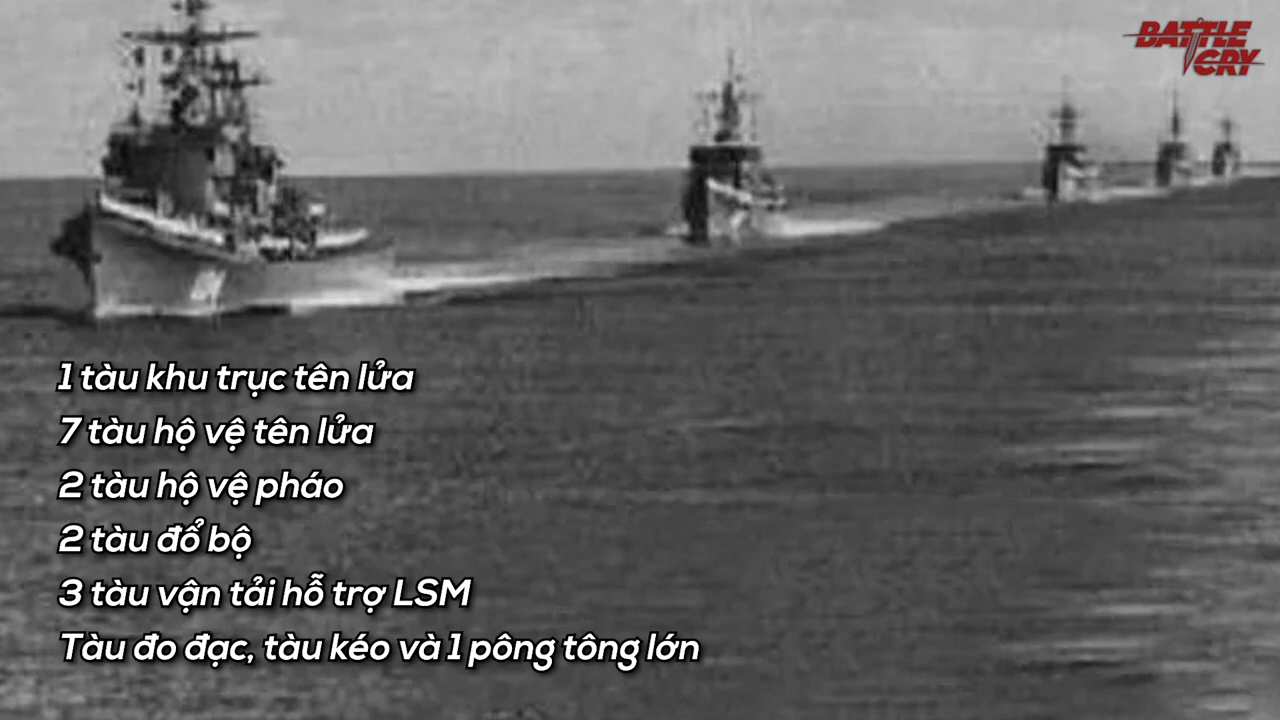 BATTLE
CRY
1 tàu khu trục tên lửa
7 tàu hộ vệ tên lửa
2 tàu hộ vệ pháo
2 tàu đổ bộ
3 tàu vận tải hỗ trợ LSM
Tàu đo đạc, tàu kéo và 1 pông tông lớn